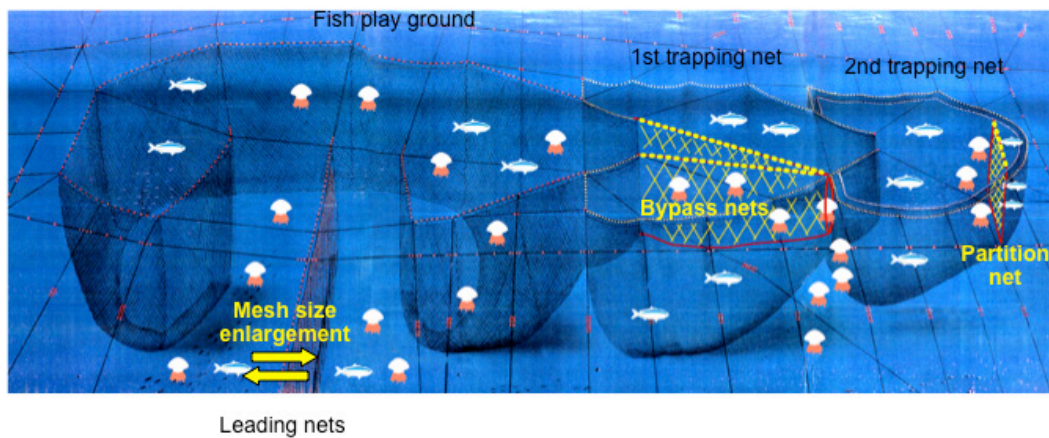 Fish play ground
1st trapping net
2nd trapping net
Bypass nets
Partition
net
Mesh size
enlargement
Leading nets